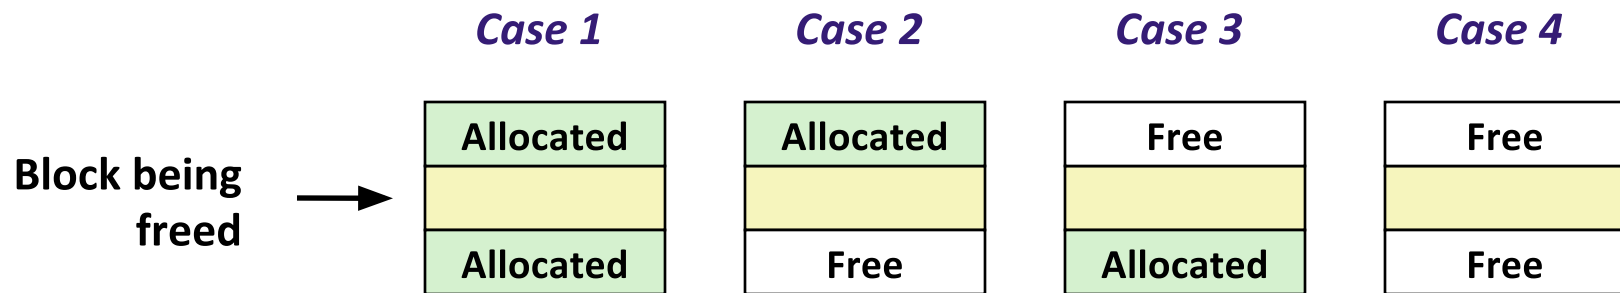 Case 1 Case 2 Case 3 Case 4
Allocated Allocated Free Free
Block being
freed
Allocated Free Allocated Free